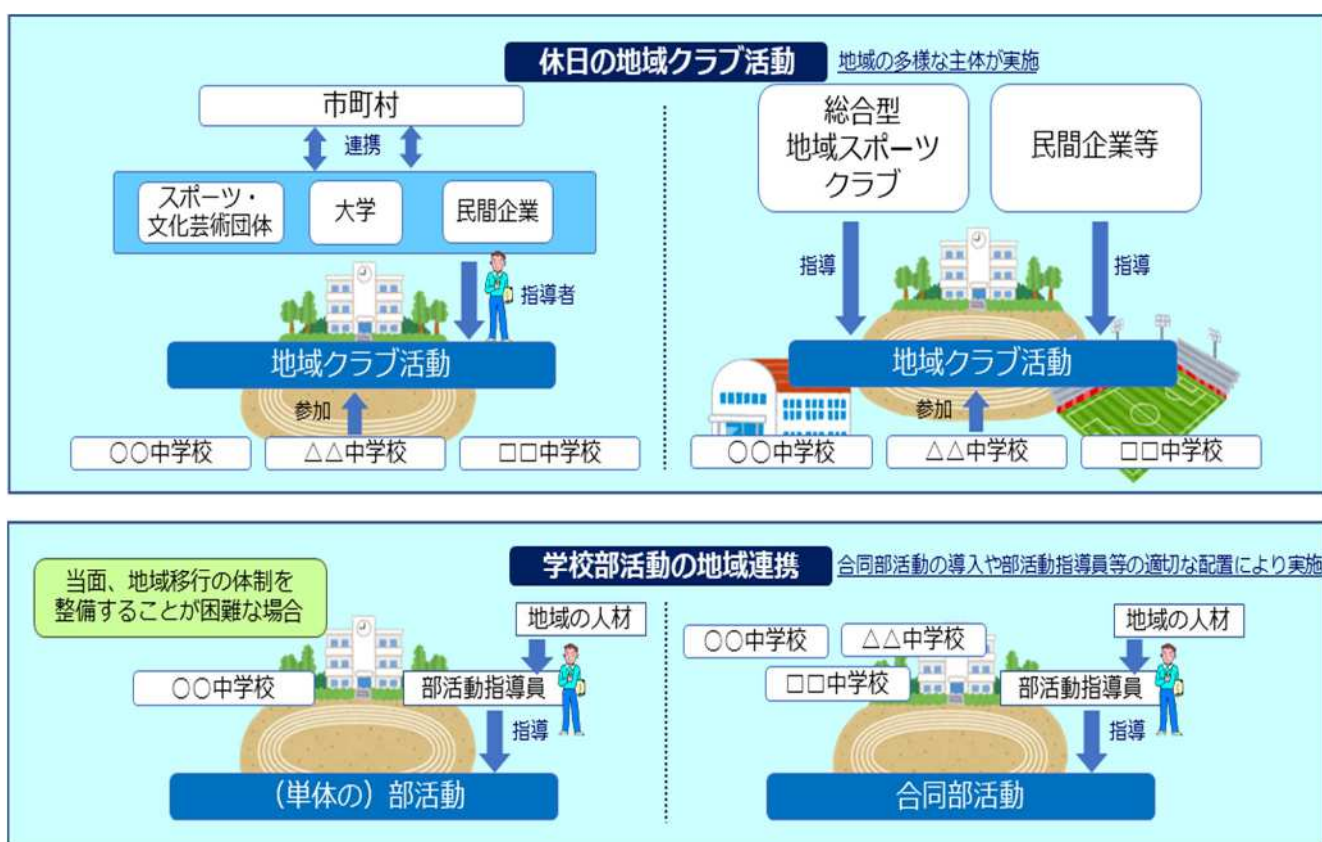 休日の地域クラブ活動
地域の多様な主体が実施
市町村
連携
スポーツ・
文化芸術団体
大学
民間企業
指導者
地域クラブ活動
参加
〇〇中学校
△△中学校
□□中学校
総合型
地域スポーツ
クラブ
民間企業等
指導
指導
地域クラブ活動
参加
〇〇中学校
△△中学校
□□中学校
学校部活動の地域連携
合同部活動の導入や部活動指導員等の適切な配置により実施
当面、地域移行の体制を
整備することが困難な場合
地域の人材
〇〇中学校
部活動指導員
指導
(単体の)部活動
〇〇中学校
△△中学校
□□中学校
地域の人材
部活動指導員
指導
合同部活動